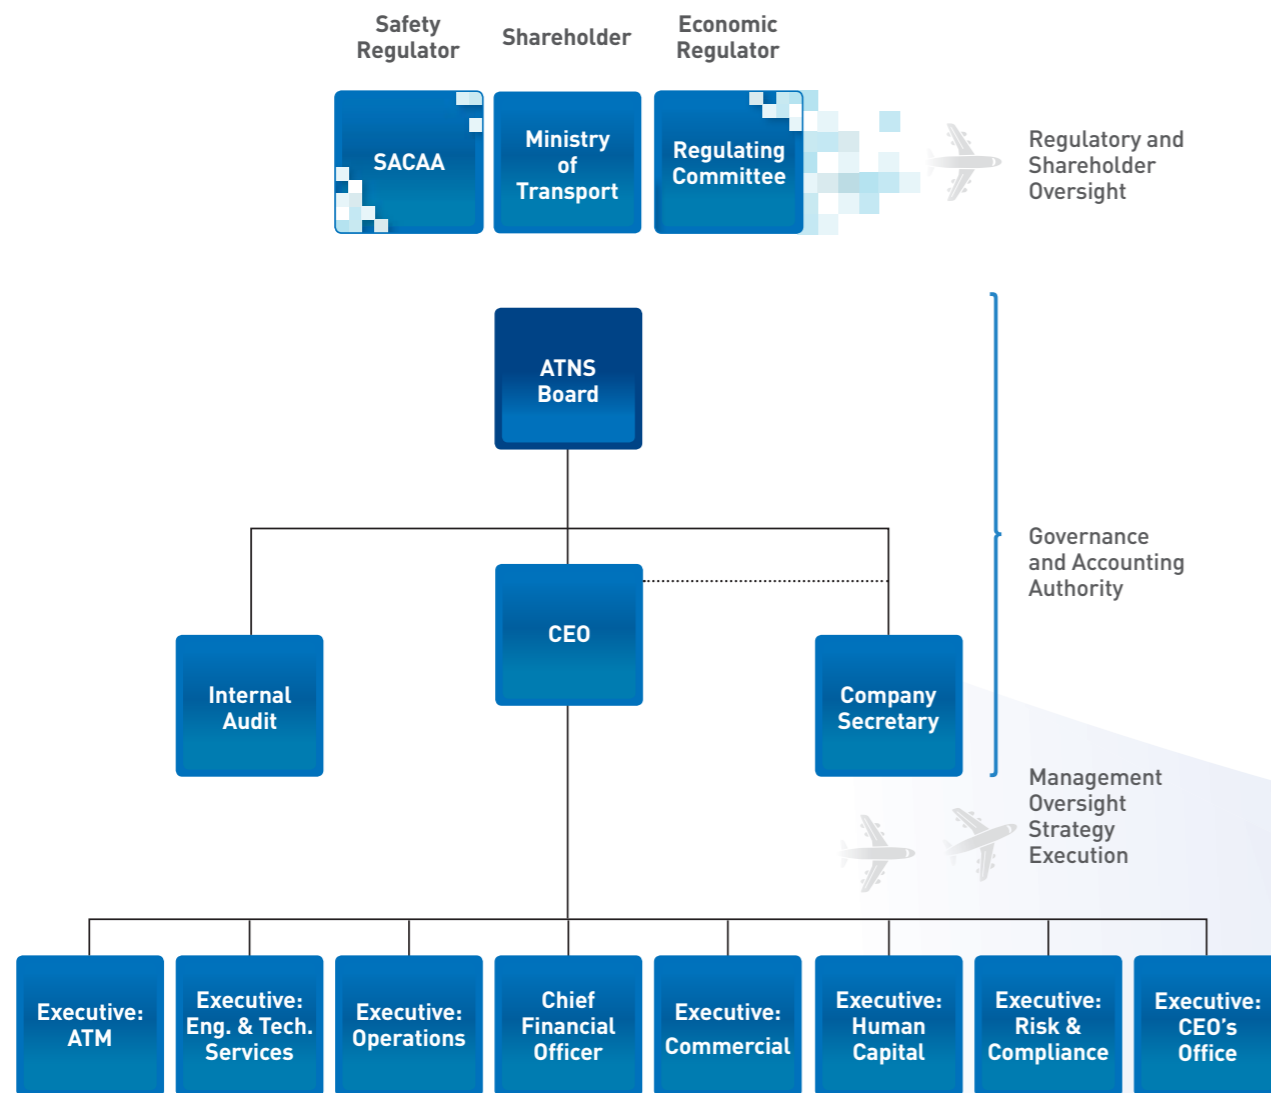 Safety
Regulator
Shareholder
Economic
Regulator
SACAA
Ministry
of
Transport
Regulating
Committee
Regulatory and
Shareholder
Oversight
ATNS
Board
CEO
Internal
Audit
Company
Secretary
Governance
and Accounting
Authority
Management
Oversight
Strategy
Execution
Executive:
ATM
Executive:
Eng. & Tech.
Services
Executive:
Operations
Chief
Financial
Officer
Executive:
Commercial
Executive:
Human
Capital
Executive:
Risk &
Compliance
Executive:
CEO's
Office